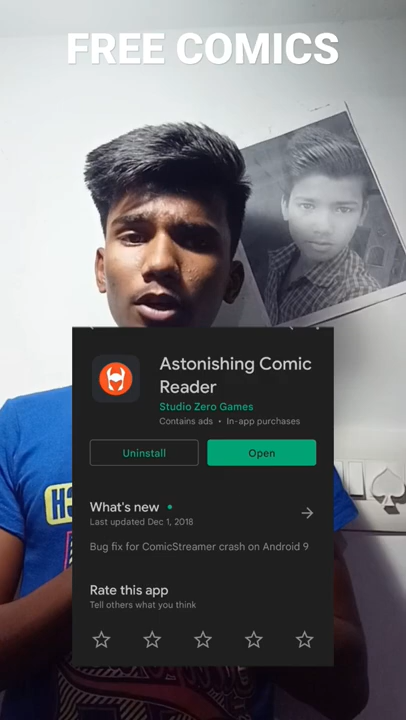 FREE COMICS
Astonishing Comic
Reader
Studio Zero Games
Contains ads • In-app purchases
Uninstall
Open
What's new •
Last updated Dec 1, 2018
Bug fix for ComicStreamer crash on Android 9
Rate this app
Tell others what you think